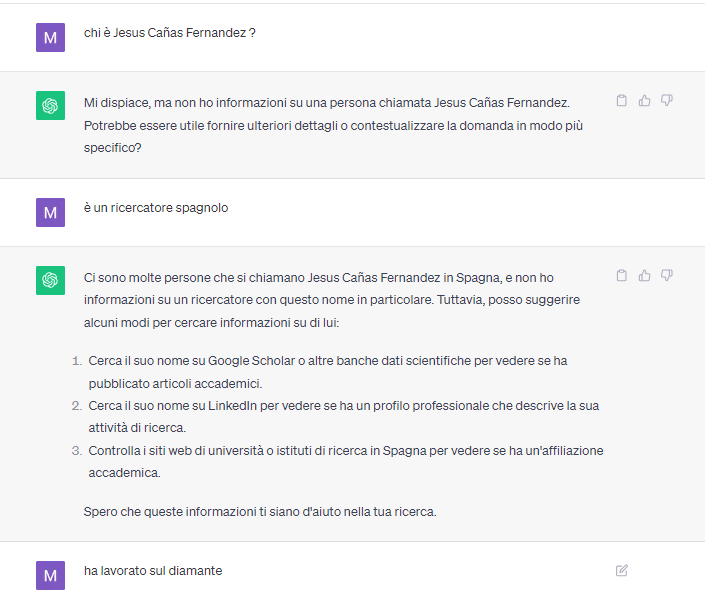 M
chi è Jesus Cañas Fernandez ?
Mi dispiace, ma non ho informazioni su una persona chiamata Jesus Cañas Fernandez.
Potrebbe essere utile fornire ulteriori dettagli o contestualizzare la domanda in modo più
specifico?
M
è un ricercatore spagnolo
Ci sono molte persone che si chiamano Jesus Cañas Fernandez in Spagna, e non ho
informazioni su un ricercatore con questo nome in particolare. Tuttavia, posso suggerire
alcuni modi per cercare informazioni su di lui:
1. Cerca il suo nome su Google Scholar o altre banche dati scientifiche per vedere se ha
pubblicato articoli accademici.
2. Cerca il suo nome su LinkedIn per vedere se ha un profilo professionale che descrive la sua
attività di ricerca.
3. Controlla i siti web di università o istituti di ricerca in Spagna per vedere se ha un'affiliazione
accademica.
Spero che queste informazioni ti siano d'aiuto nella tua ricerca.
M
ha lavorato sul diamante